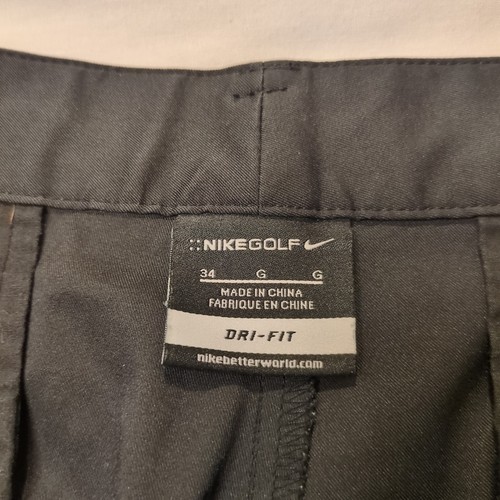 NIKEGOLF
34 G G
MADE IN CHINA
FABRIQUE EN CHINE
DRI-FIT
nikebetterworld.com